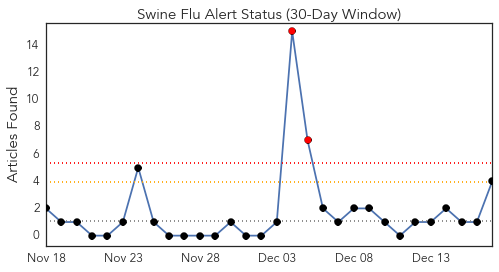 Swine Flu Alert Status (30-Day Window)
Articles Found
14
12
10
8
6
4
2
0
Nov 18 Nov 23 Nov 28 Dec 03 Dec 08 Dec 13